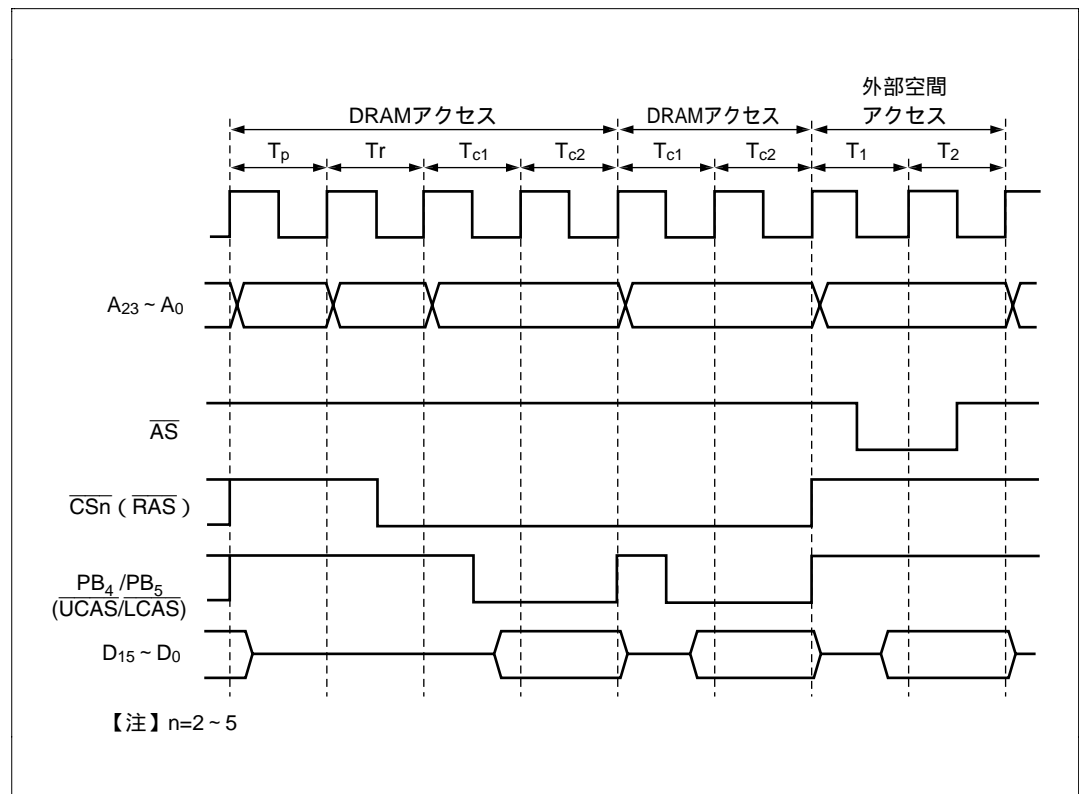 外部空間
DRAMアクセス DRAMアクセス アクセス
Tp Tr Tc1 Tc2 Tc1 Tc2 T1 T2
A23 ~ A0
AS
CSn ( RAS )
PB4 /PB5
(UCAS/LCAS)
D15 ~ D0
【注】n=2 ~ 5